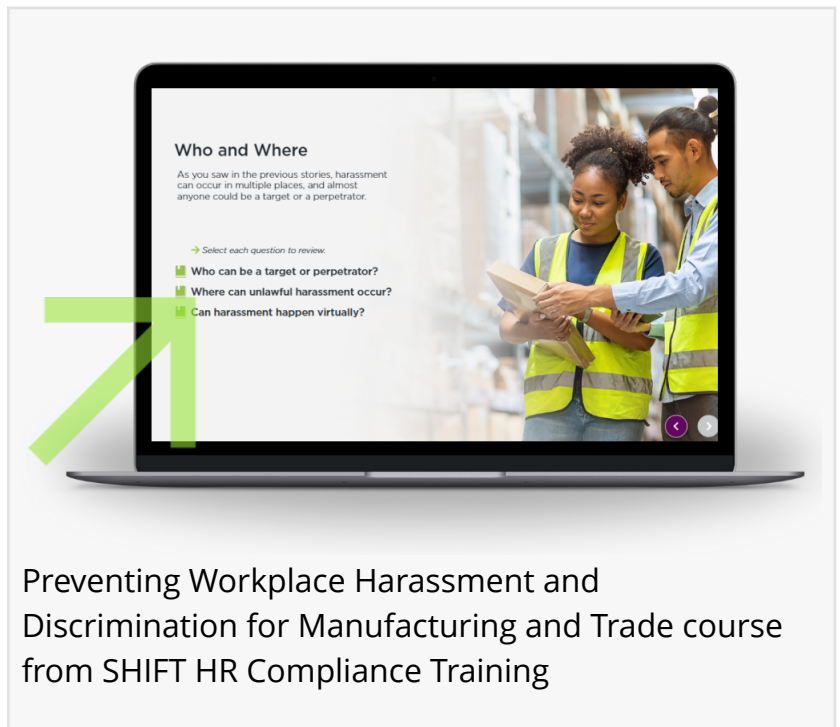 Who and Where
As you saw in the previous stories, harassment
can occur in multiple places, and almost
anyone could be a target or a perpetrator.
→ Select each question to review.
Who can be a target or perpetrator?
Where can unlawful harassment occur?
Can harassment happen virtually?
Preventing Workplace Harassment and
Discrimination for Manufacturing and Trade course
from SHIFT HR Compliance Training